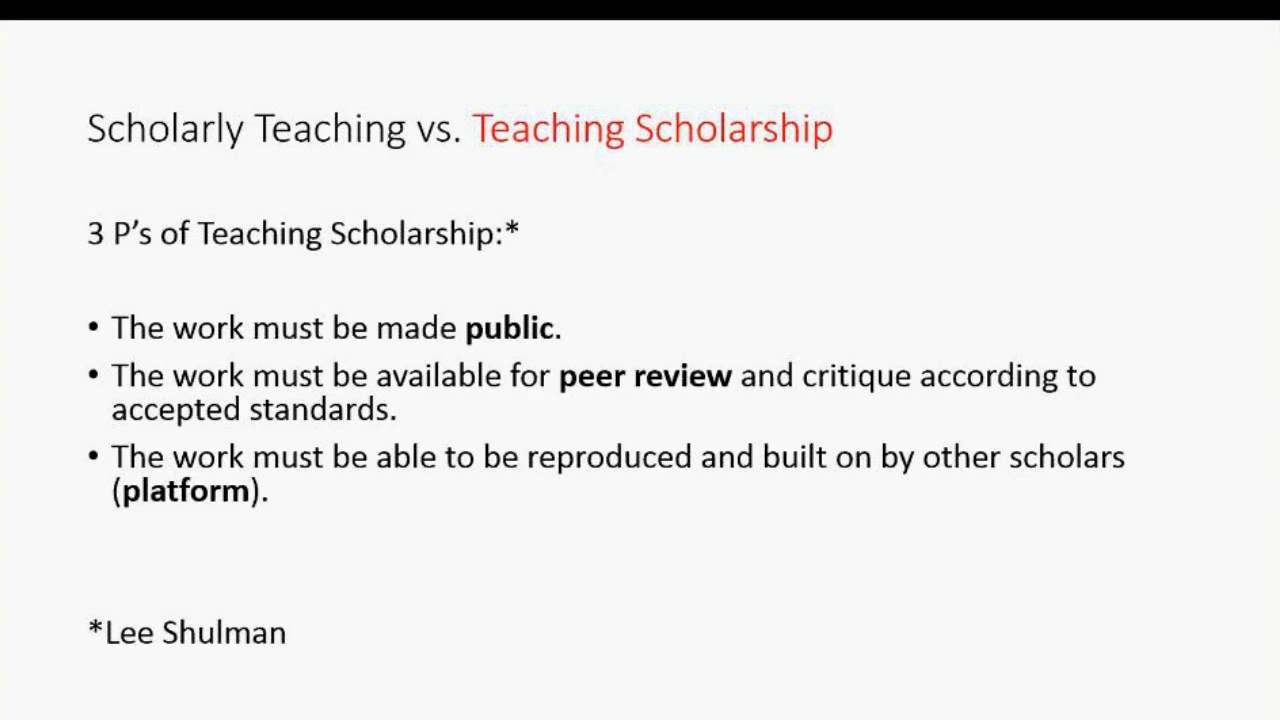 Scholarly Teaching vs. Teaching Scholarship
3 P’s of Teaching Scholarship:*
• The work must be made public.
• The work must be available for peer review and critique according to
accepted standards.
• The work must be able to be reproduced and built on by other scholars
(platform).
*Lee Shulman